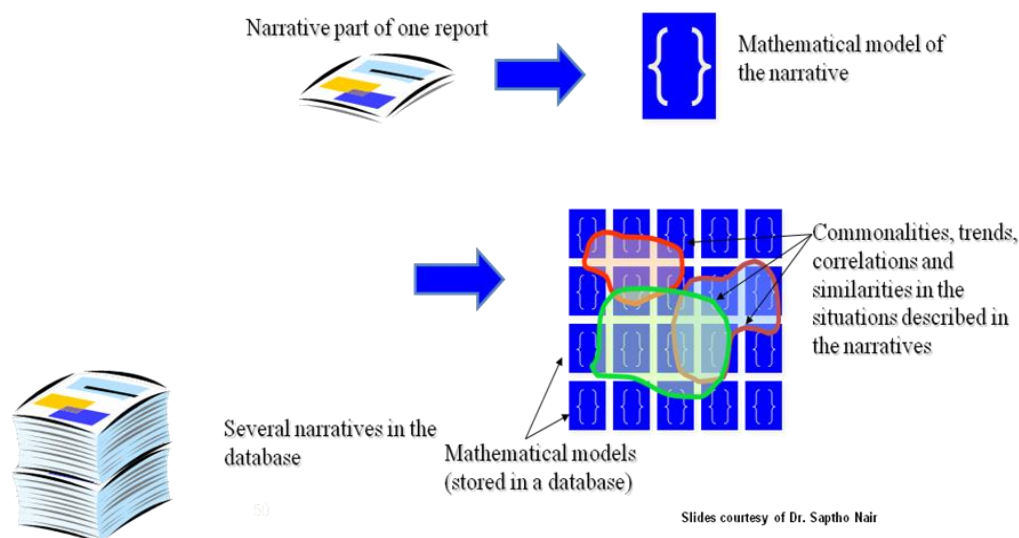 Narrative part of one report
Mathematical model of
the narrative
Commonalities, trends,
correlations and
similarities in the
situations described in
the narratives
Several narratives in the
database
Mathematical models
(stored in a database)
59
Slides courtesy of Dr. Saptho Nair